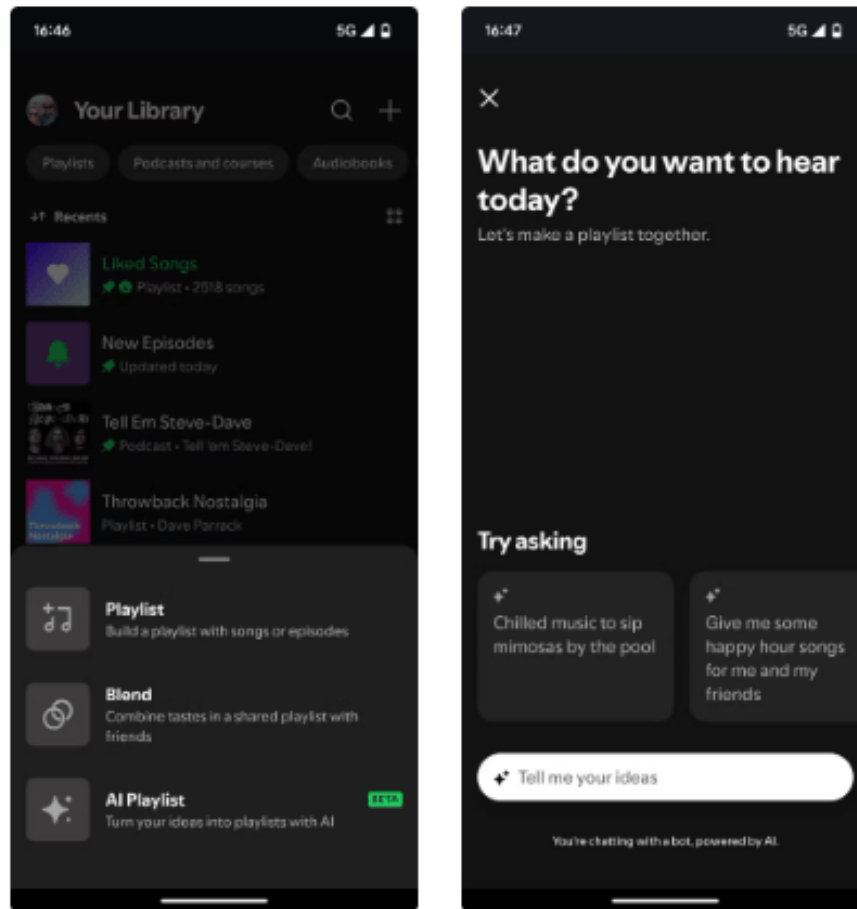 16:46
5G
Your Library
Playlists
Podcasts and courses
Audiobooks
Recents
Liked Songs
Playlist • 2518 songs
New Episodes
Updated today
Tell Em Steve-Dave
Podcast • Tell 'em Steve-Dave!
Throwback
Nostalgia
Throwback Nostalgia
Playlist • Dave Parrack
Playlist
Build a playlist with songs or episodes
Blend
Combine tastes in a shared playlist with
friends
AI Playlist
BETA
Turn your ideas into playlists with AI
16:47
5G
What do you want to hear
today?
Let's make a playlist together.
Try asking
Chilled music to sip
mimosas by the pool
Give me some
happy hour songs
for me and my
friends
Tell me your ideas
You're chatting with a bot, powered by AI.